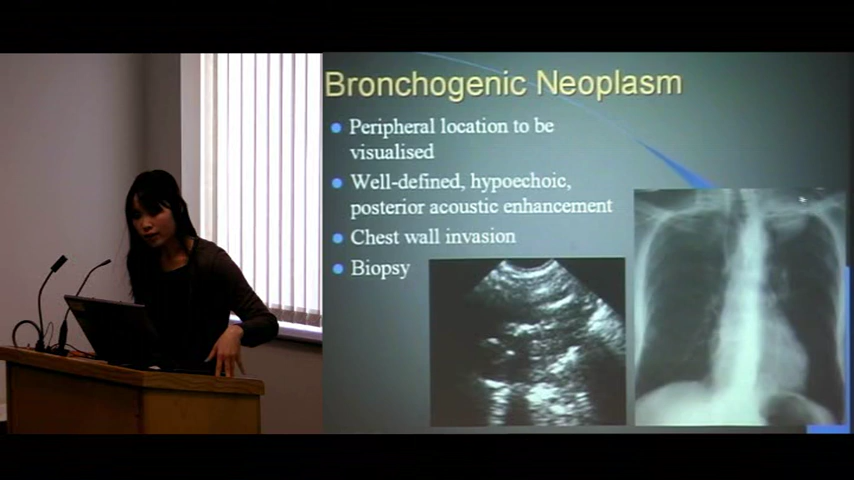 Bronchogenic Neoplasm
Peripheral location to be
visualised
Well-defined, hypoechoic,
posterior acoustic enhancement
Chest wall invasion
Biopsy